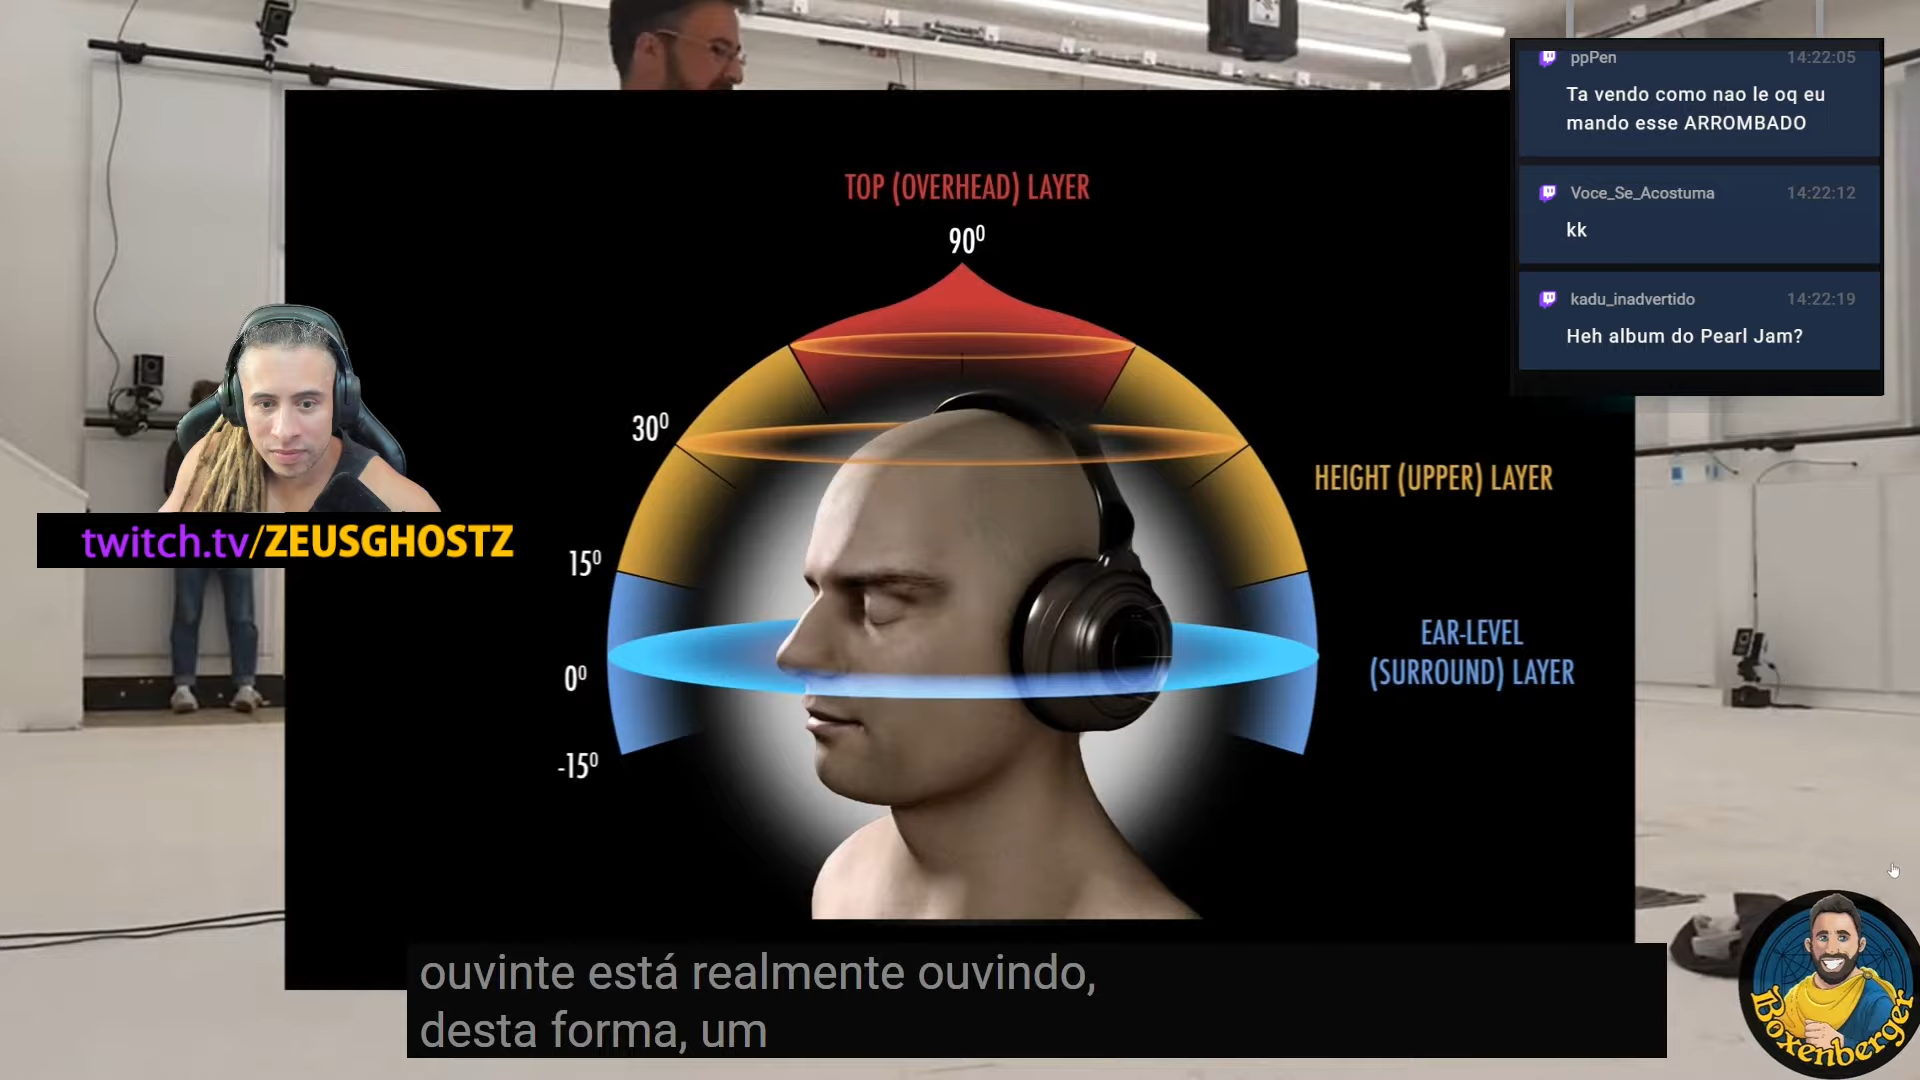 ppPen 14:22:05
Ta vendo como nao le oq eu
mando esse ARROMBADO
Voce_Se_Acostuma 14:22:12
kk
kadu_inadvertido 14:22:19
Heh album do Pearl Jam?
TOP (OVERHEAD) LAYER
90⁰
30⁰
HEIGHT (UPPER) LAYER
twitch.tv/ZEUSGHOSTZ
15⁰
EAR-LEVEL
(SURROUND) LAYER
0⁰
-15⁰
ouvinte está realmente ouvindo,
desta forma, um
Boxenberger